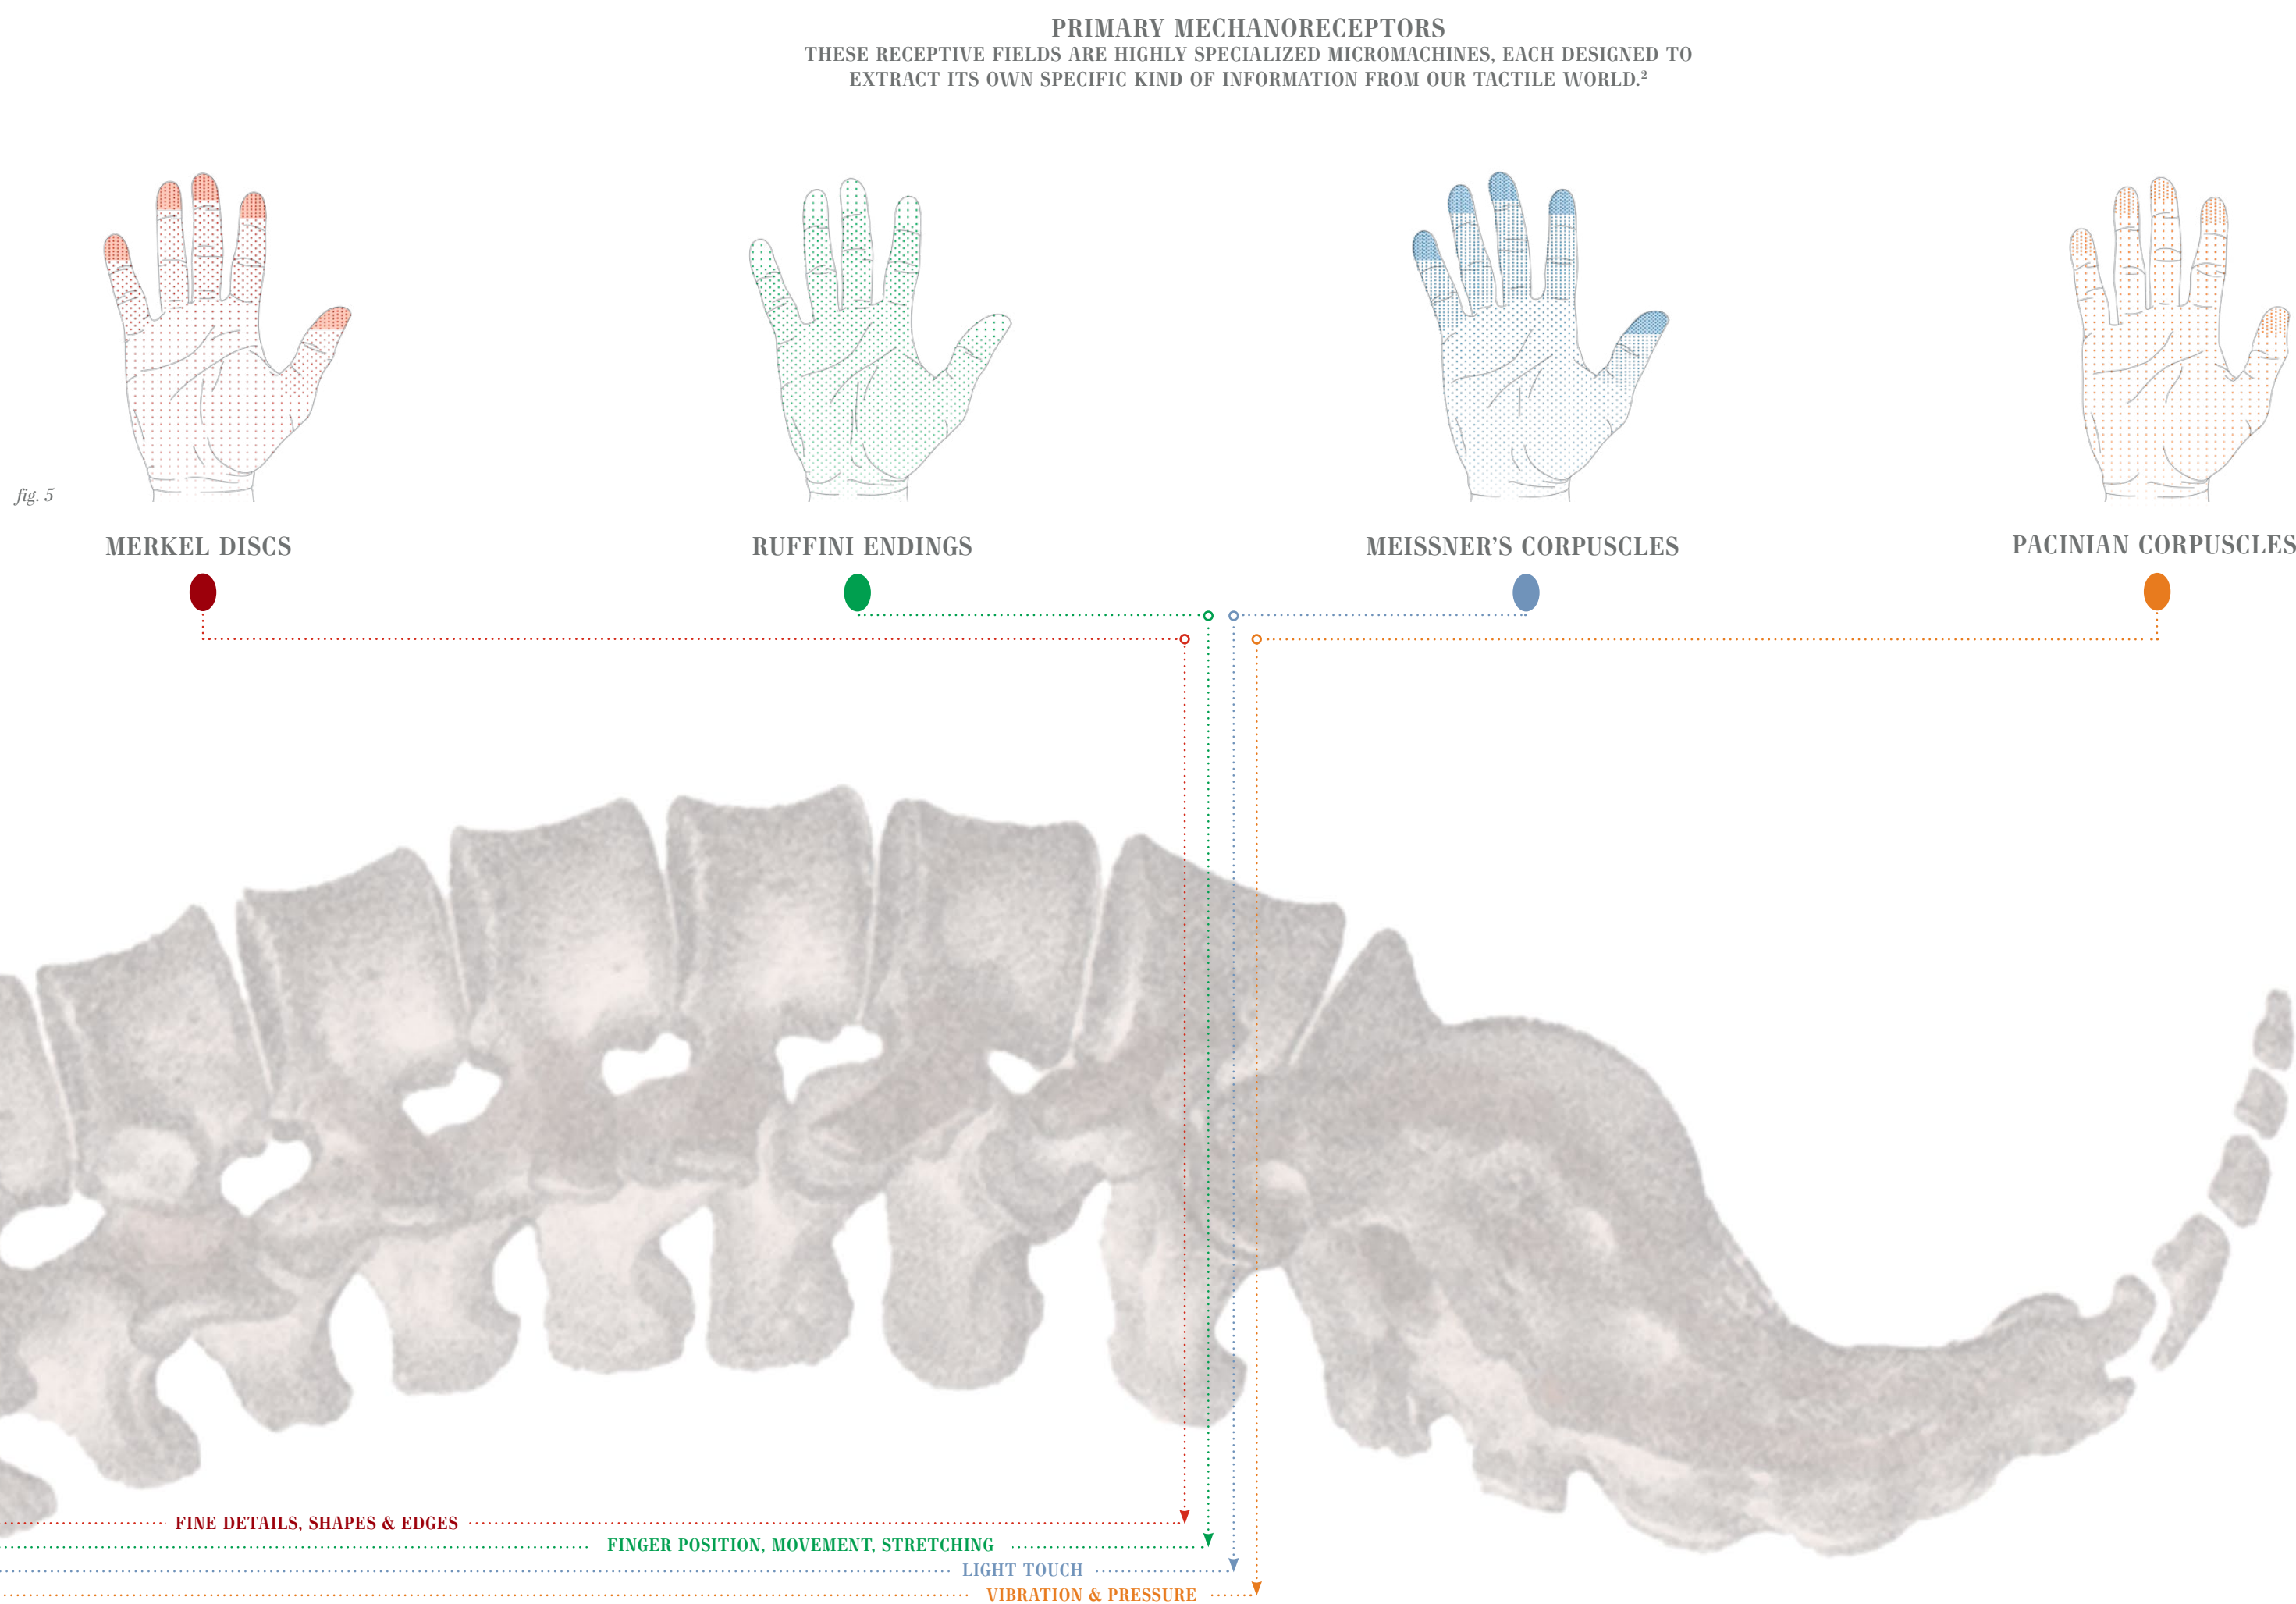 PRIMARY MECHANORECEPTORS
THESE RECEPTIVE FIELDS ARE HIGHLY SPECIALIZED MICROMACHINES, EACH DESIGNED TO
EXTRACT ITS OWN SPECIFIC KIND OF INFORMATION FROM OUR TACTILE WORLD.²
fig. 5
MERKEL DISCS
RUFFINI ENDINGS
MEISSNER’S CORPUSCLES
PACINIAN CORPUSCLES
FINE DETAILS, SHAPES & EDGES
FINGER POSITION, MOVEMENT, STRETCHING
LIGHT TOUCH
VIBRATION & PRESSURE